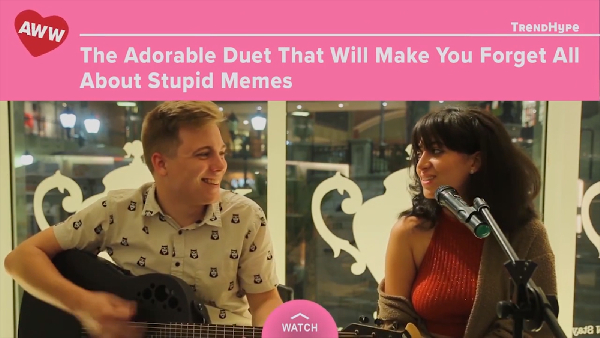 AWW
TrendHype
The Adorable Duet That Will Make You Forget All
About Stupid Memes
WATCH